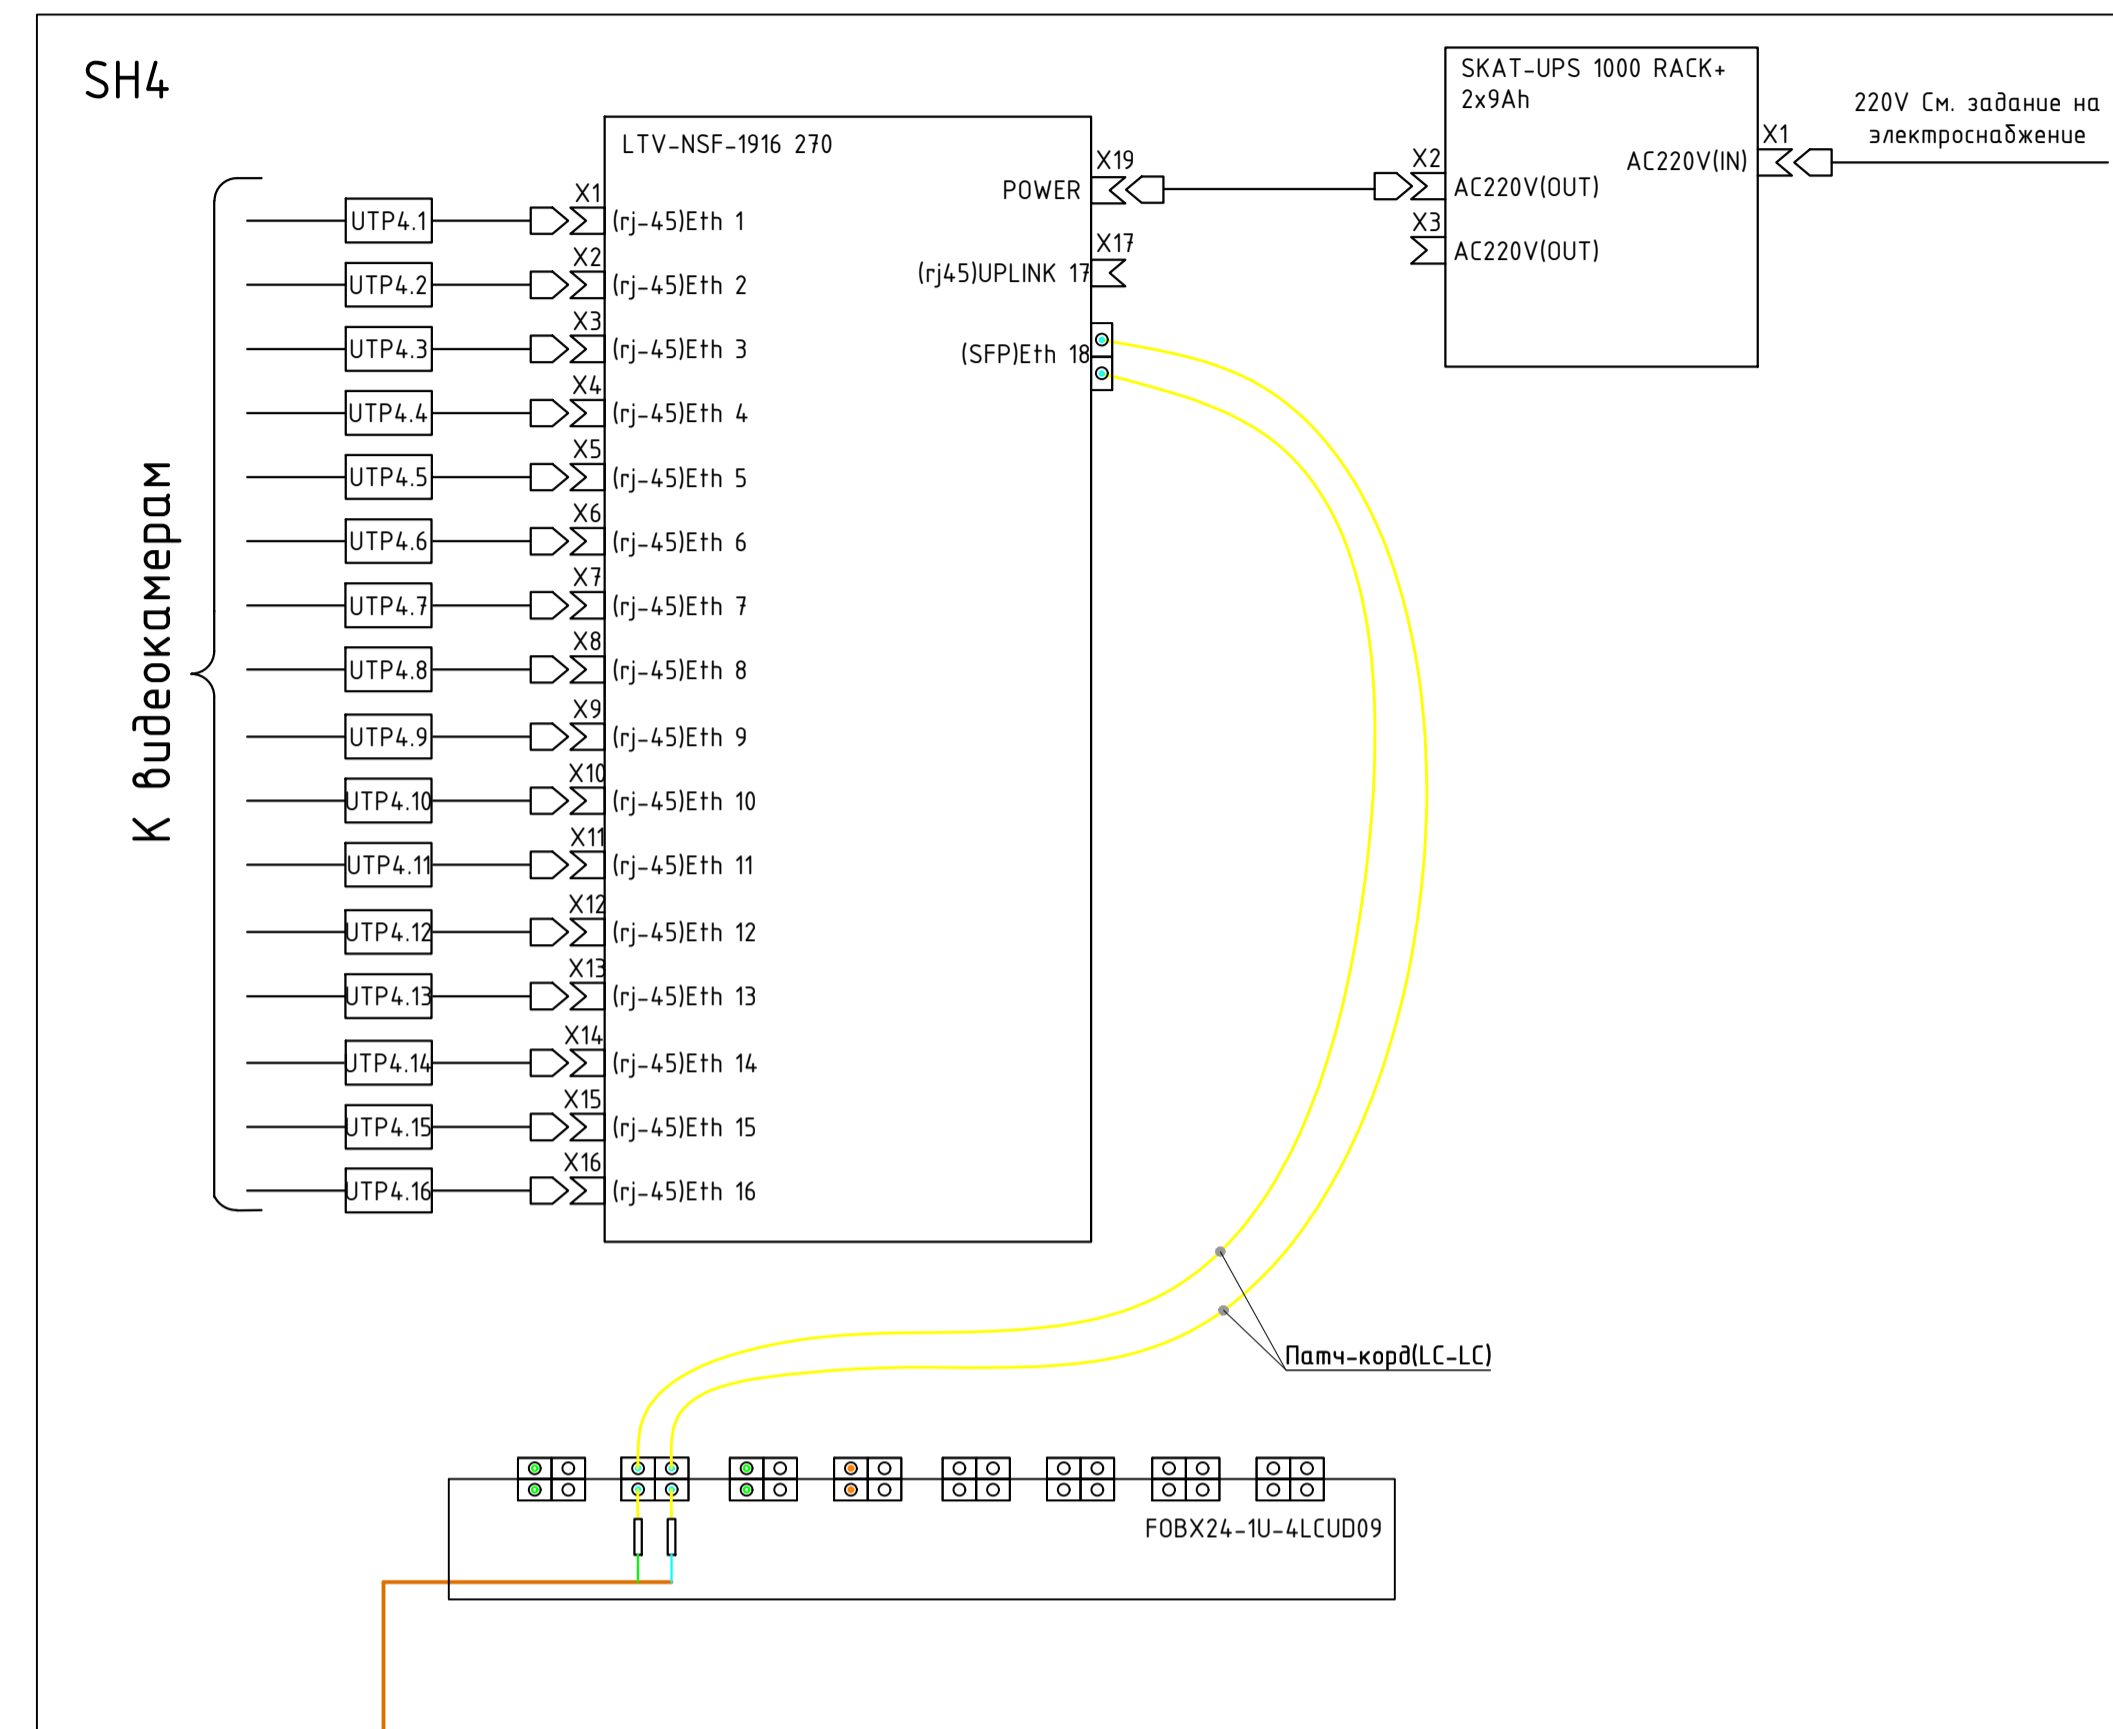 SH4
SKAT-UPS 1000 RACK+
2x9Ah
220V См. задание на
электроснабжение
X1
AC220V(IN)
X2
AC220V(OUT)
X3
AC220V(OUT)
LTV-NSF-1916 270
X19
POWER
X17
(rj45)UPLINK 17
(SFP)Eth 18
К видеокамерам
UTP4.1 X1 (rj-45)Eth 1
UTP4.2 X2 (rj-45)Eth 2
UTP4.3 X3 (rj-45)Eth 3
UTP4.4 X4 (rj-45)Eth 4
UTP4.5 X5 (rj-45)Eth 5
UTP4.6 X6 (rj-45)Eth 6
UTP4.7 X7 (rj-45)Eth 7
UTP4.8 X8 (rj-45)Eth 8
UTP4.9 X9 (rj-45)Eth 9
UTP4.10 X10 (rj-45)Eth 10
UTP4.11 X11 (rj-45)Eth 11
UTP4.12 X12 (rj-45)Eth 12
UTP4.13 X13 (rj-45)Eth 13
UTP4.14 X14 (rj-45)Eth 14
UTP4.15 X15 (rj-45)Eth 15
UTP4.16 X16 (rj-45)Eth 16
Патч-корд(LC-LC)
FOBX24-1U-4LCUD09